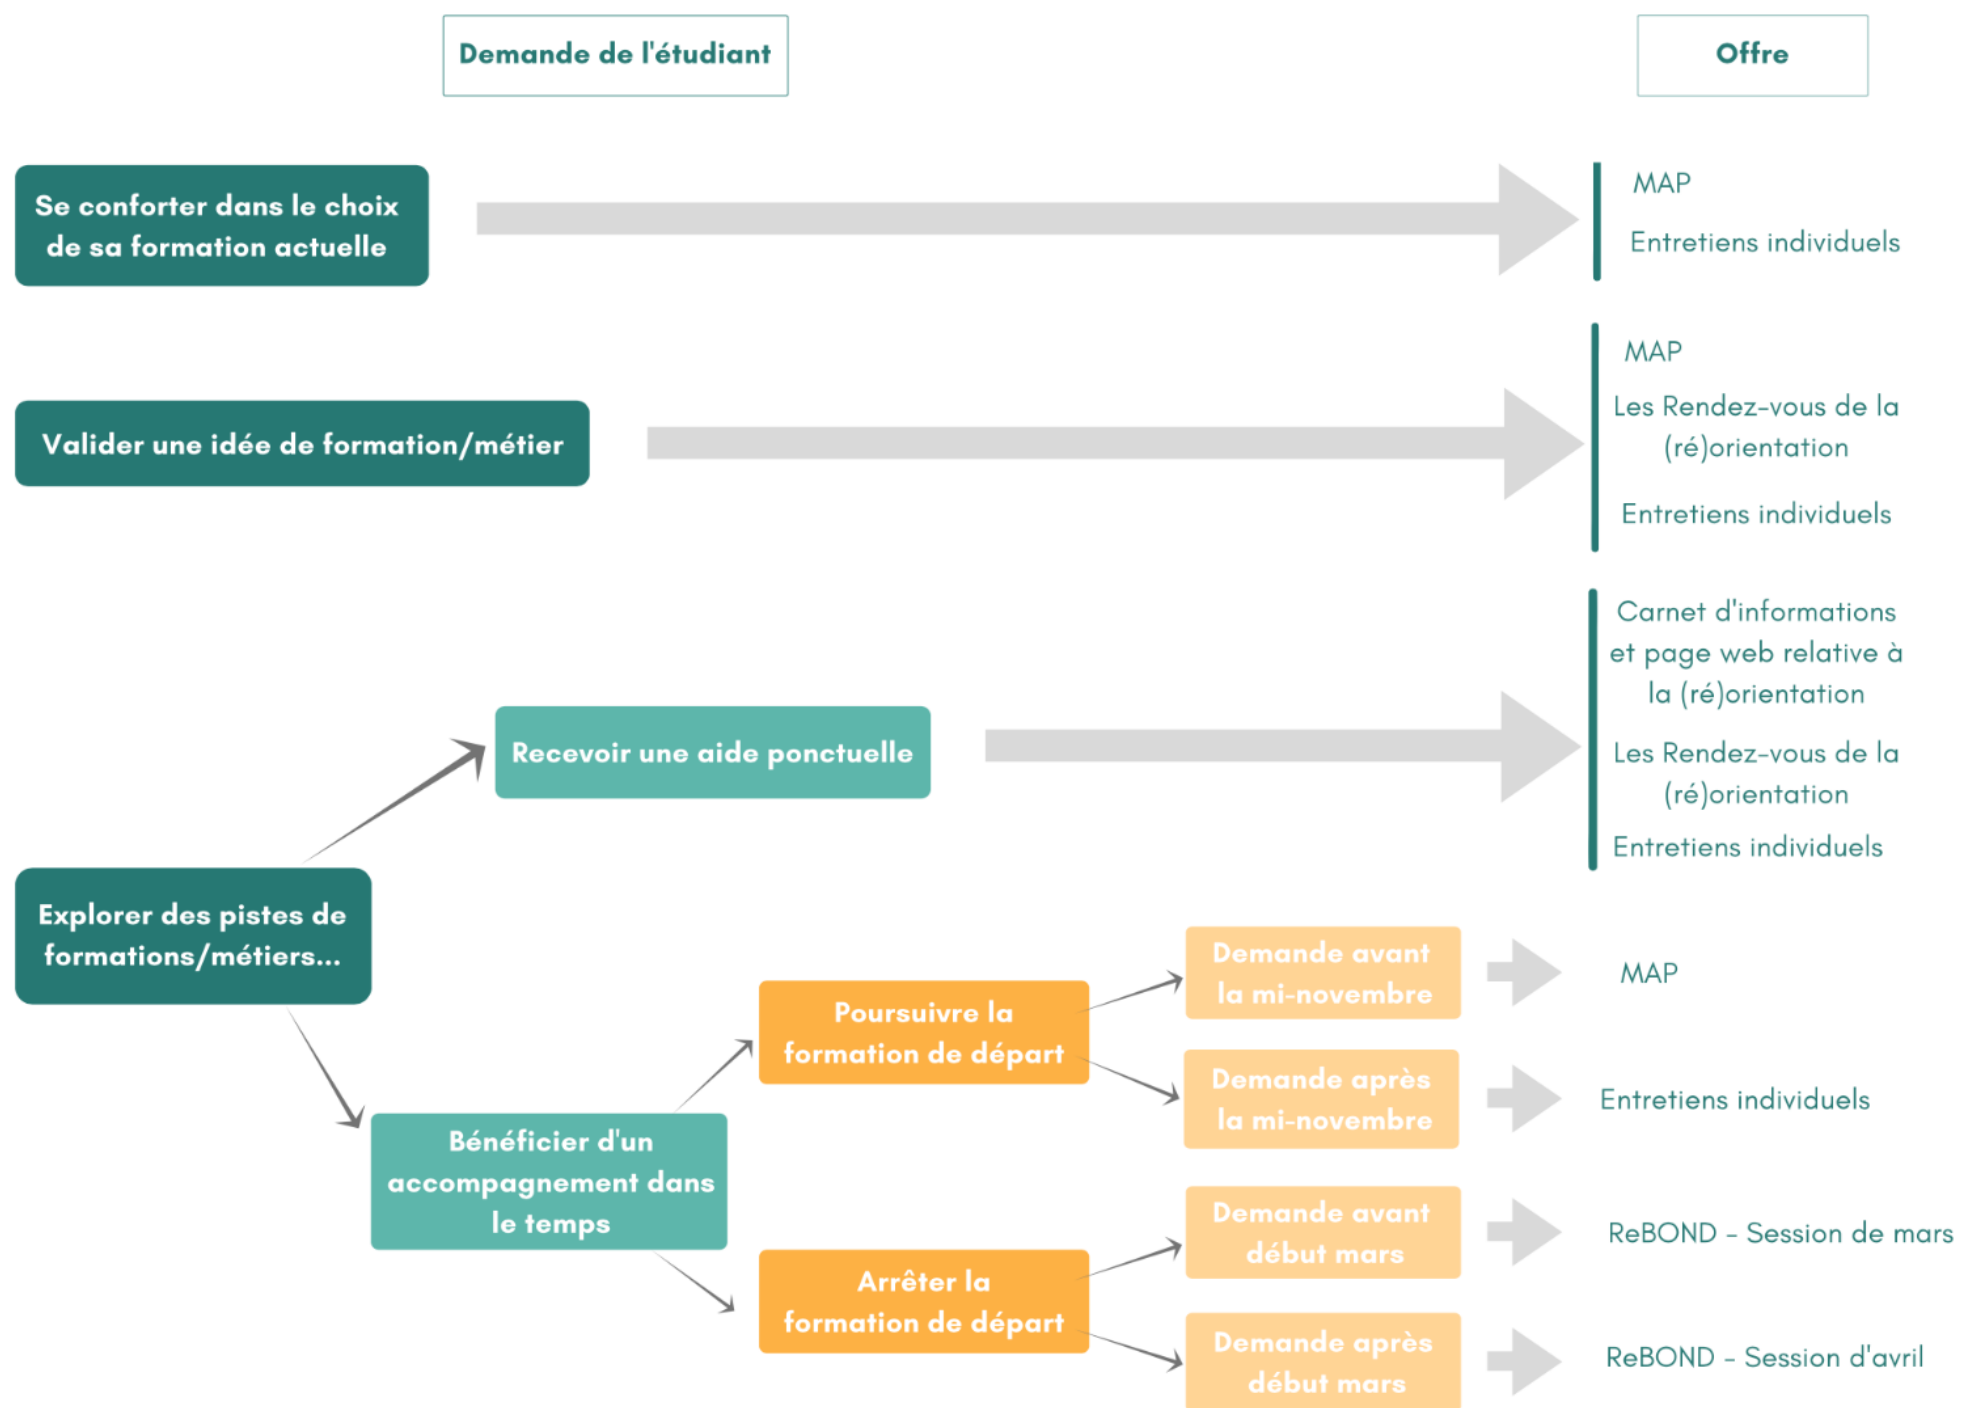 Demande de l'étudiant
Offre
Se conforter dans le choix
de sa formation actuelle
MAP
Entretiens individuels
Valider une idée de formation/métier
MAP
Les Rendez-vous de la
(ré)orientation
Entretiens individuels
Recevoir une aide ponctuelle
Carnet d'informations
et page web relative à
la (ré)orientation
Les Rendez-vous de la
(ré)orientation
Entretiens individuels
Explorer des pistes de
formations/métiers...
Bénéficier d'un
accompagnement dans
le temps
Poursuivre la
formation de départ
Demande avant
la mi-novembre
MAP
Demande après
la mi-novembre
Entretiens individuels
Arrêter la
formation de départ
Demande avant
début mars
ReBOND - Session de mars
Demande après
début mars
ReBOND - Session d'avril